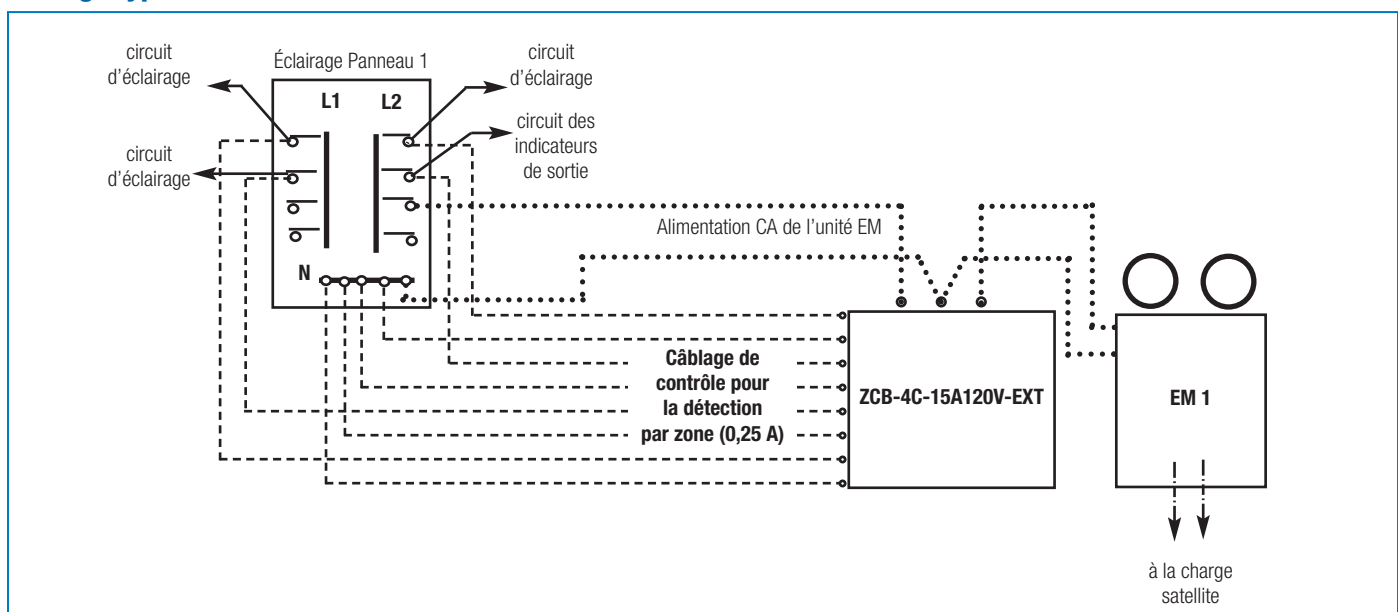 circuit
d'éclairage
Éclairage Panneau 1
circuit
d'éclairage
L1 L2
circuit des
indicateurs
de sortie
circuit
d'éclairage
Alimentation CA de l'unité EM
N
Câblage de
contrôle pour
la détection
par zone (0,25 A)
ZCB-4C-15A120V-EXT
EM 1
à la charge
satellite